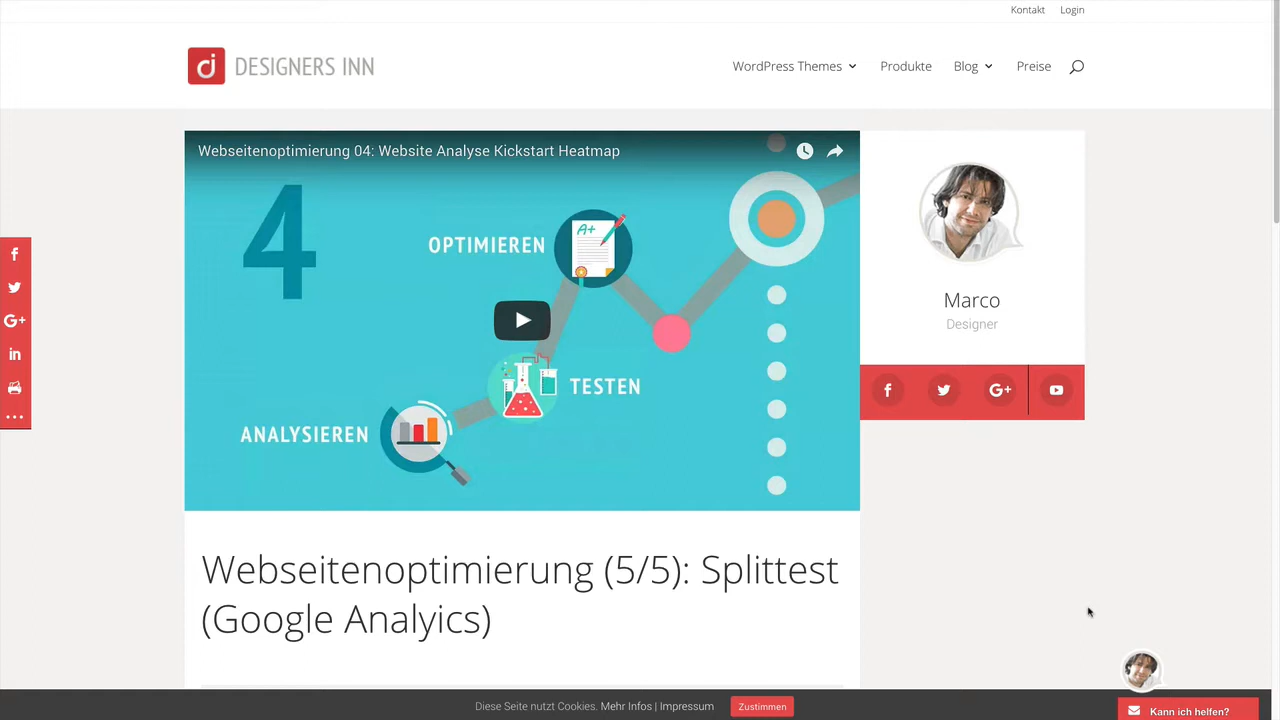 Kontakt Login
DESIGNERS INN
WordPress Themes Produkte Blog Preise
Webseitenoptimierung 04: Website Analyse Kickstart Heatmap
4
A+
OPTIMIEREN
TESTEN
ANALYSIEREN
Marco
Designer
Webseitenoptimierung (5/5): Splittest
(Google Analyics)
Diese Seite nutzt Cookies. Mehr Infos | Impressum Zustimmen
Kann ich helfen?